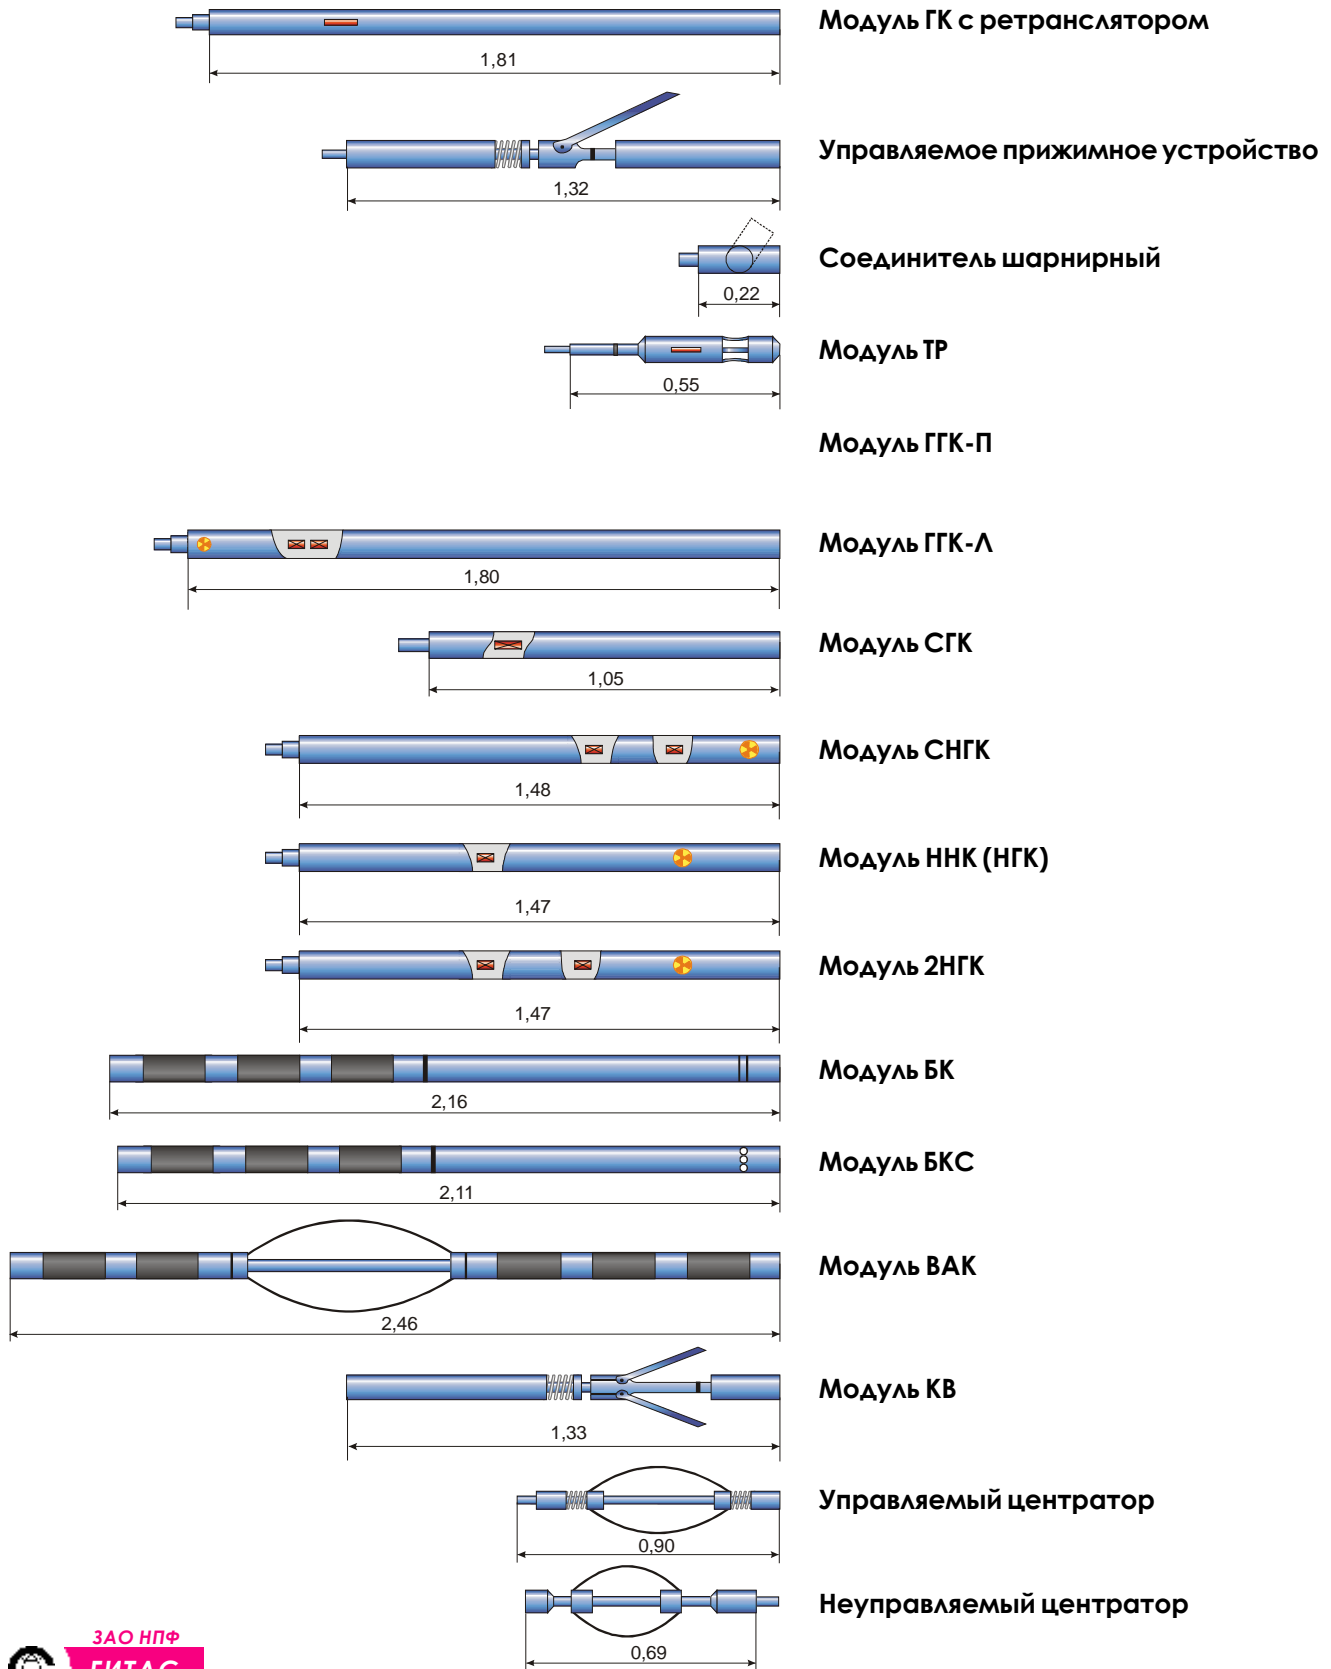 Модуль ГК с ретранслятором
1,81
Управляемое прижимное устройство
1,32
Соединитель шарнирный
0,22
Модуль ТР
0,55
Модуль ГГК-П
Модуль ГГК-Л
1,80
Модуль СГК
1,05
Модуль СНГК
1,48
Модуль ННК (НГК)
1,47
Модуль 2НГК
1,47
Модуль БК
2,16
Модуль БКС
2,11
Модуль ВАК
2,46
Модуль КВ
1,33
Управляемый центратор
0,90
Неуправляемый центратор
0,69
ЗАО НПФ